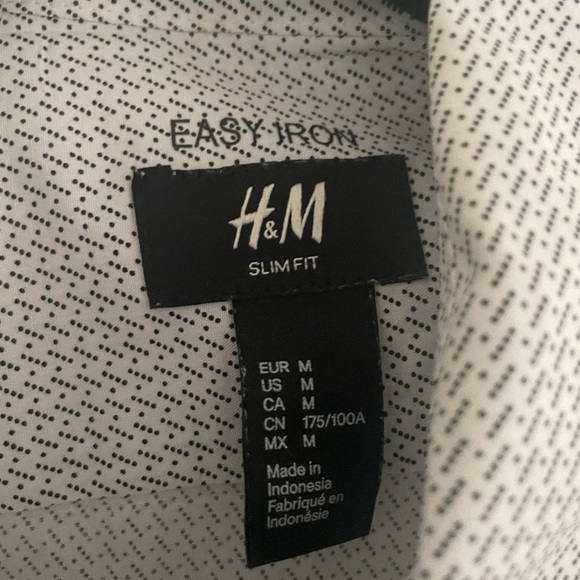 EASY IRON
H&M
SLIM FIT
EUR M
US M
CA M
CN 175/100A
MX M
Made in
Indonesia
Fabriqué en
Indonésie